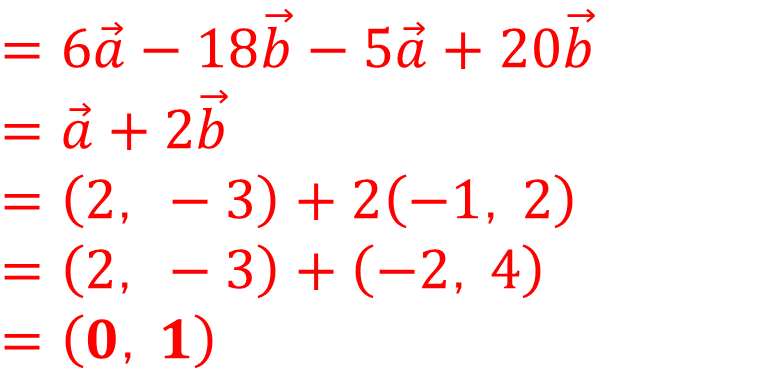 = 6a⃗ − 18b⃗ − 5a⃗ + 20b⃗
= a⃗ + 2b⃗
= (2, −3) + 2(−1, 2)
= (2, −3) + (−2, 4)
= (0, 1)